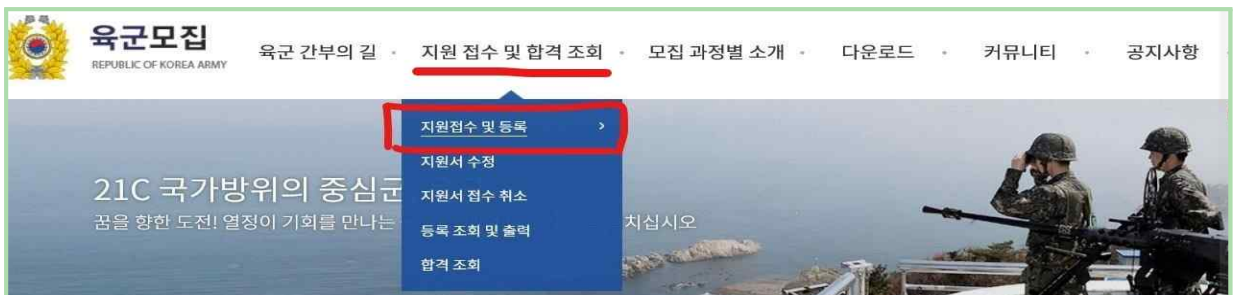 육군모집
REPUBLIC OF KOREA ARMY
육군 간부의 길 · 지원 접수 및 합격 조회 · 모집 과정별 소개 · 다운로드 · 커뮤니티 · 공지사항
지원접수 및 등록 >
지원서 수정
지원서 접수 취소
등록 조회 및 출력
합격 조회
21C 국가방위의 중심군
꿈을 향한 도전! 열정이 기회를 만나는 치십시오